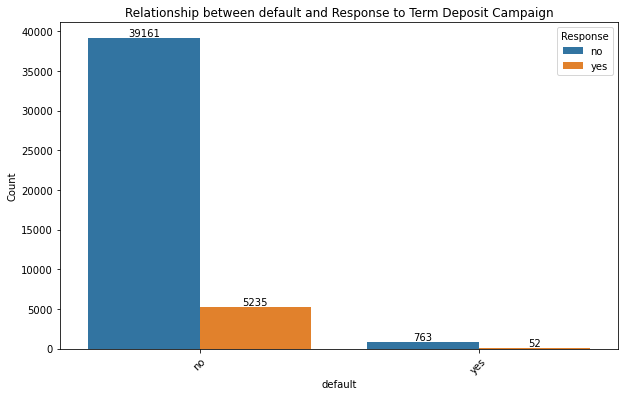 Relationship between default and Response to Term Deposit Campaign
Response
no
yes
Count
40000
35000
30000
25000
20000
15000
10000
5000
0
39161
5235
763
52
no
yes
default